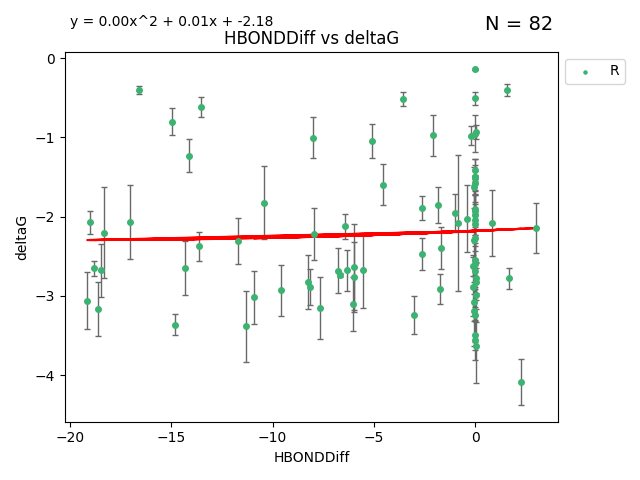 y = 0.00x^2 + 0.01x + -2.18
N = 82
HBONDDiff vs deltaG
R
deltaG
0
−1
−2
−3
−4
−20
−15
−10
−5
0
HBONDDiff